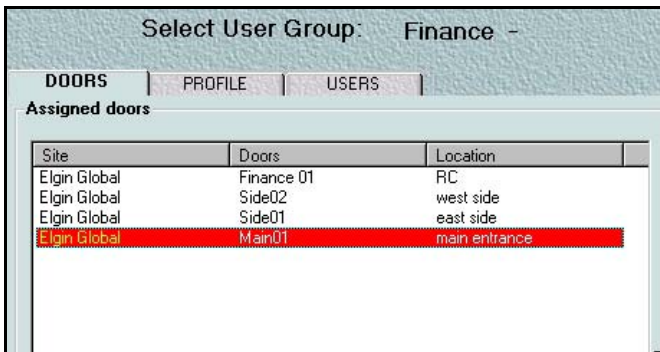 Select User Group: Finance -
DOORS PROFILE USERS
Assigned doors
Site Doors Location
Elgin Global Finance 01 RC
Elgin Global Side02 west side
Elgin Global Side01 east side
Elgin Global Main01 main entrance